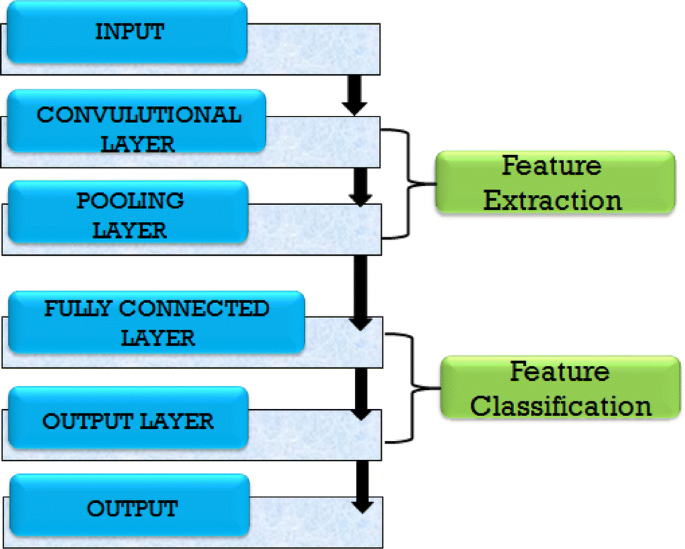 INPUT
CONVULUTIONAL
LAYER
Feature
Extraction
POOLING
LAYER
FULLY CONNECTED
LAYER
Feature
Classification
OUTPUT LAYER
OUTPUT